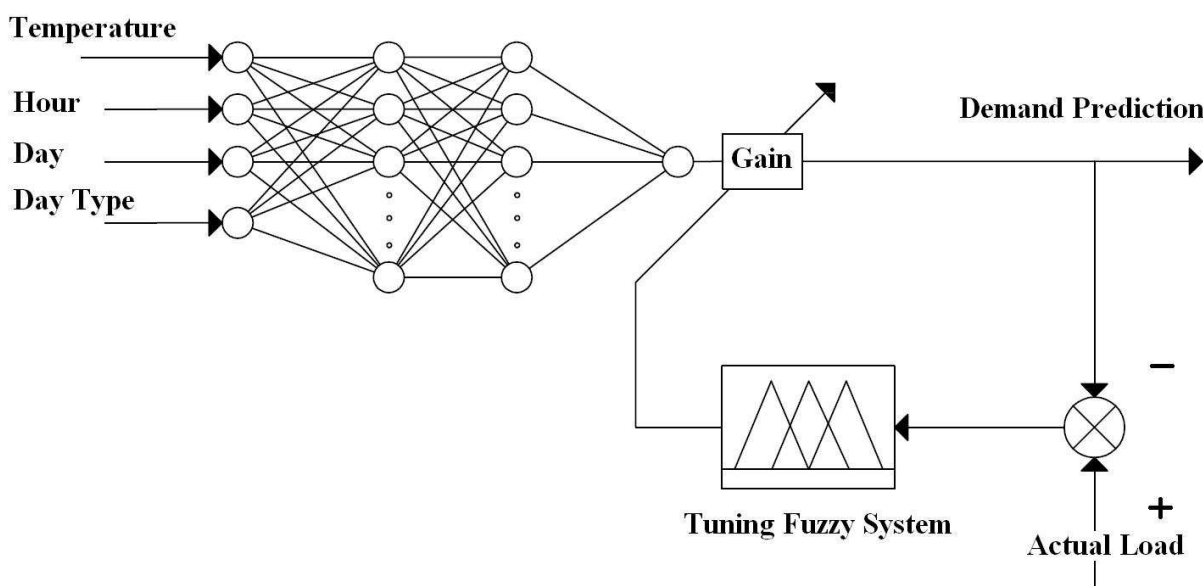 Temperature
Hour
Day
Day Type
Gain
Demand Prediction
−
Tuning Fuzzy System
+
Actual Load